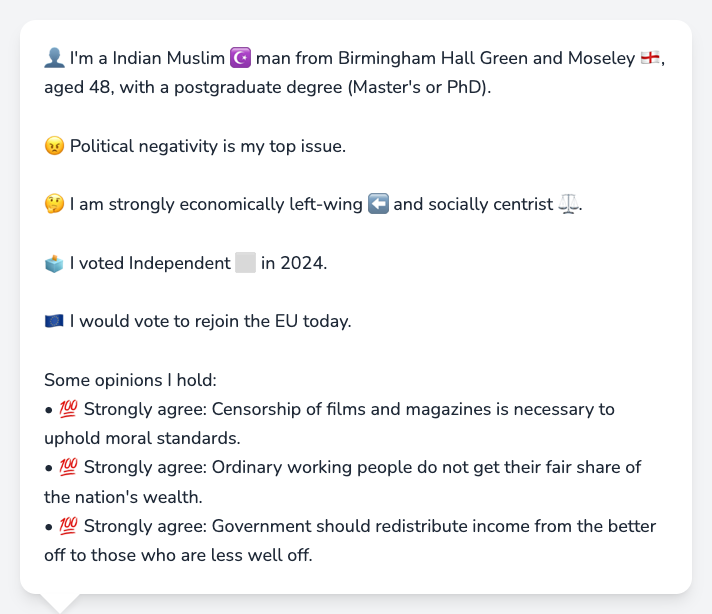 👤 I'm a Indian Muslim ☪️ man from Birmingham Hall Green and Moseley 🏴󠁧󠁢󠁥󠁮󠁧󠁿,
aged 48, with a postgraduate degree (Master's or PhD).
😠 Political negativity is my top issue.
🤔 I am strongly economically left-wing ⬅️ and socially centrist ⚖️.
🗳️ I voted Independent ⬜ in 2024.
🇪🇺 I would vote to rejoin the EU today.
Some opinions I hold:
• 💯 Strongly agree: Censorship of films and magazines is necessary to
uphold moral standards.
• 💯 Strongly agree: Ordinary working people do not get their fair share of
the nation's wealth.
• 💯 Strongly agree: Government should redistribute income from the better
off to those who are less well off.